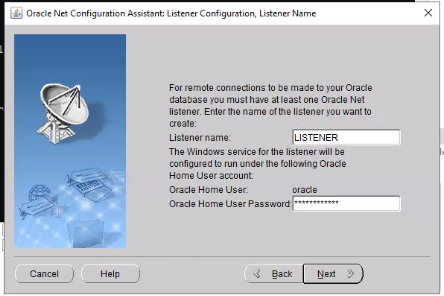 Oracle Net Configuration Assistant: Listener Configuration, Listener Name
For remote connections to be made to your Oracle
database you must have at least one Oracle Net
listener. Enter the name of the listener you want to
create:
Listener name: LISTENER
The Windows service for the listener will be
configured to run under the following Oracle
Home User account:
Oracle Home User: oracle
Oracle Home User Password: ************
Cancel Help Back Next